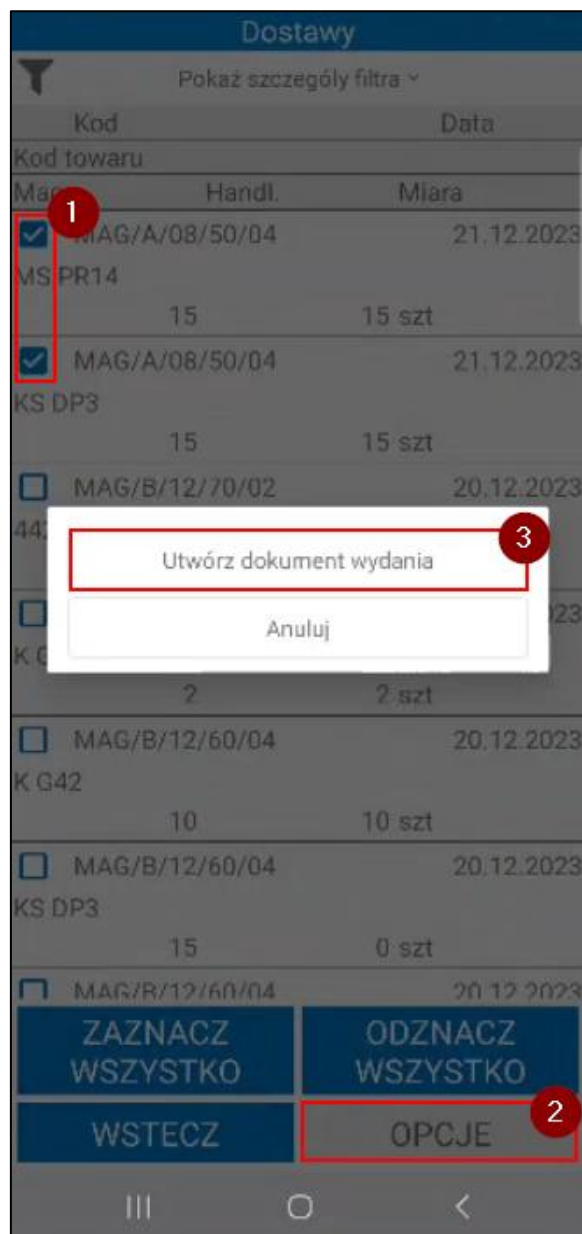 Dostawy
Pokaż szczegóły filtra
Kod Data
Kod towaru
Handl. Miara
1
MAG/A/08/50/04 21.12.2023
MS PR14
15 15 szt
MAG/A/08/50/04 21.12.2023
KS DP3
15 15 szt
MAG/B/12/70/02 20.12.2023
3
Utwórz dokument wydania
Anuluj
2 2 szt
MAG/B/12/60/04 20.12.2023
K G42
10 10 szt
MAG/B/12/60/04 20.12.2023
KS DP3
15 0 szt
MAG/B/12/60/04 20.12.2023
ZAZNACZ WSZYSTKO
ODZNACZ WSZYSTKO
2
WSTECZ OPCJE